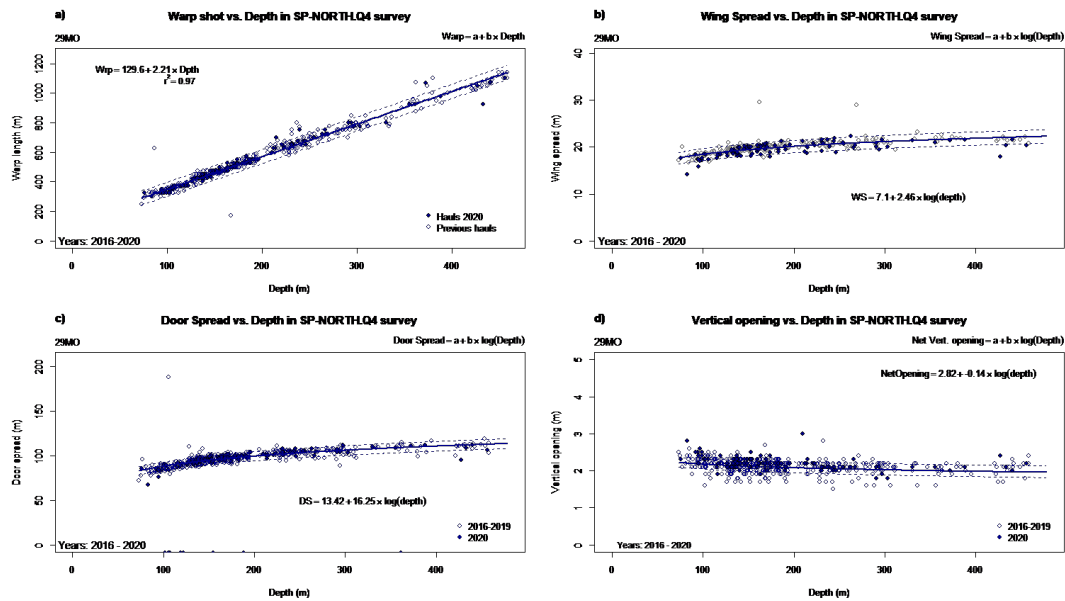 a)
Warp shot vs. Depth in SP-NORTH.Q4 survey
29MO
Warp = a + b × Depth
Wrp = 129.6 + 2.21 × Dpth
r² = 0.97
Warp length (m)
0 200 400 600 800 1000 1200
Hauls 2020
Previous hauls
Years: 2016-2020
0 100 200 300 400
Depth (m)
b)
Wing Spread vs. Depth in SP-NORTH.Q4 survey
29MO
Wing Spread = a + b × log(Depth)
Wing spread (m)
0 10 20 30 40
WS = 7.1 + 2.46 × log(depth)
Years: 2016 - 2020
0 100 200 300 400
Depth (m)
c)
Door Spread vs. Depth in SP-NORTH.Q4 survey
29MO
Door Spread = a + b × log(Depth)
Door spread (m)
0 50 100 150 200
DS = 13.42 + 16.25 × log(depth)
2016-2019
2020
Years: 2016 - 2020
0 100 200 300 400
Depth (m)
d)
Vertical opening vs. Depth in SP-NORTH.Q4 survey
29MO
Net Vert. opening = a + b × log(Depth)
NetOpening = 2.82 + -0.14 × log(depth)
Vertical opening (m)
0 1 2 3 4 5
2016-2019
2020
Years: 2016 - 2020
0 100 200 300 400
Depth (m)